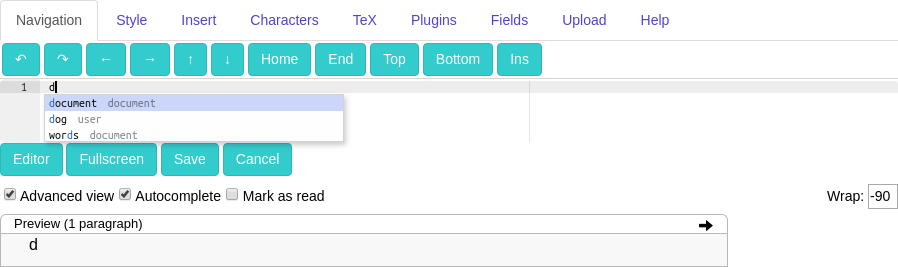 Navigation Style Insert Characters TeX Plugins Fields Upload Help
↶ ↷ ← → ↑ ↓ Home End Top Bottom Ins
1 d
document document
dog user
words document
Editor Fullscreen Save Cancel
Advanced view Autocomplete Mark as read Wrap: -90
Preview (1 paragraph)
d